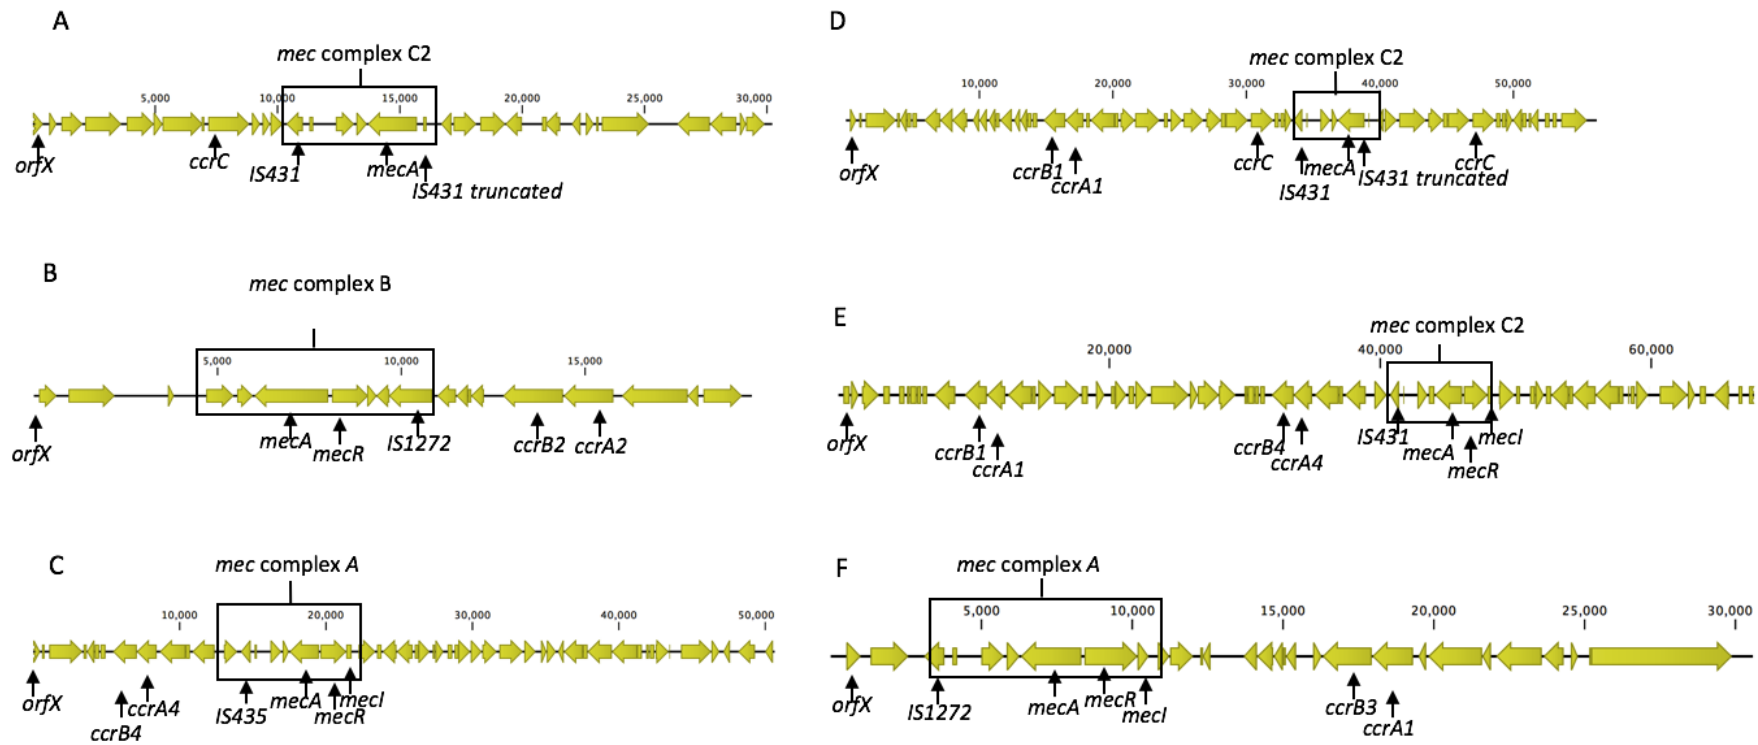 A
mec complex C2
5,000 10,000 15,000 20,000 25,000 30,000
orfX ccrC IS431 mecA IS431 truncated
B
mec complex B
5,000 10,000 15,000
orfX mecA mecR IS1272 ccrB2 ccrA2
C
mec complex A
10,000 20,000 30,000 40,000 50,000
orfX ccrB4 ccrA4 IS435 mecA mecR mecI
D
mec complex C2
10,000 20,000 30,000 40,000 50,000
orfX ccrB1 ccrA1 ccrC IS431 mecA IS431 truncated ccrC
E
mec complex C2
20,000 40,000 60,000
orfX ccrB1 ccrA1 ccrB4 ccrA4 IS431 mecA mecR mecI
F
mec complex A
5,000 10,000 15,000 20,000 25,000 30,000
orfX IS1272 mecA mecR mecI ccrB3 ccrA1